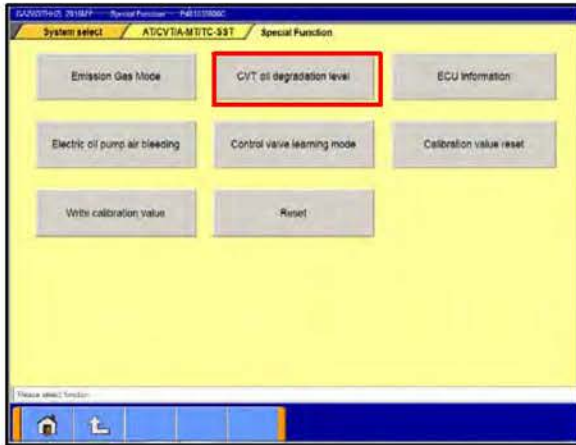 System select
AT/CVT/A-MT/TC-SST
Special Function
Emission Gas Mode
CVT oil degradation level
ECU information
Electric oil pump air bleeding
Control valve learning mode
Calibration value reset
Write calibration value
Reset
Please select function